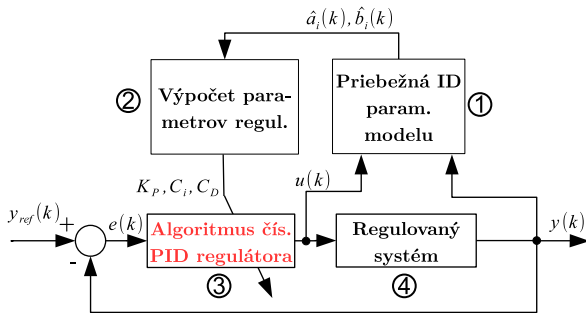 âᵢ(k), b̂ᵢ(k)
②
Výpočet para-
metrov regul.
Priebežná ID
param.
modelu
①
K_P, C_i, C_D
u(k)
y_ref(k)
+
-
e(k)
Algoritmus čís.
PID regulátora
Regulovaný
systém
y(k)
③
④